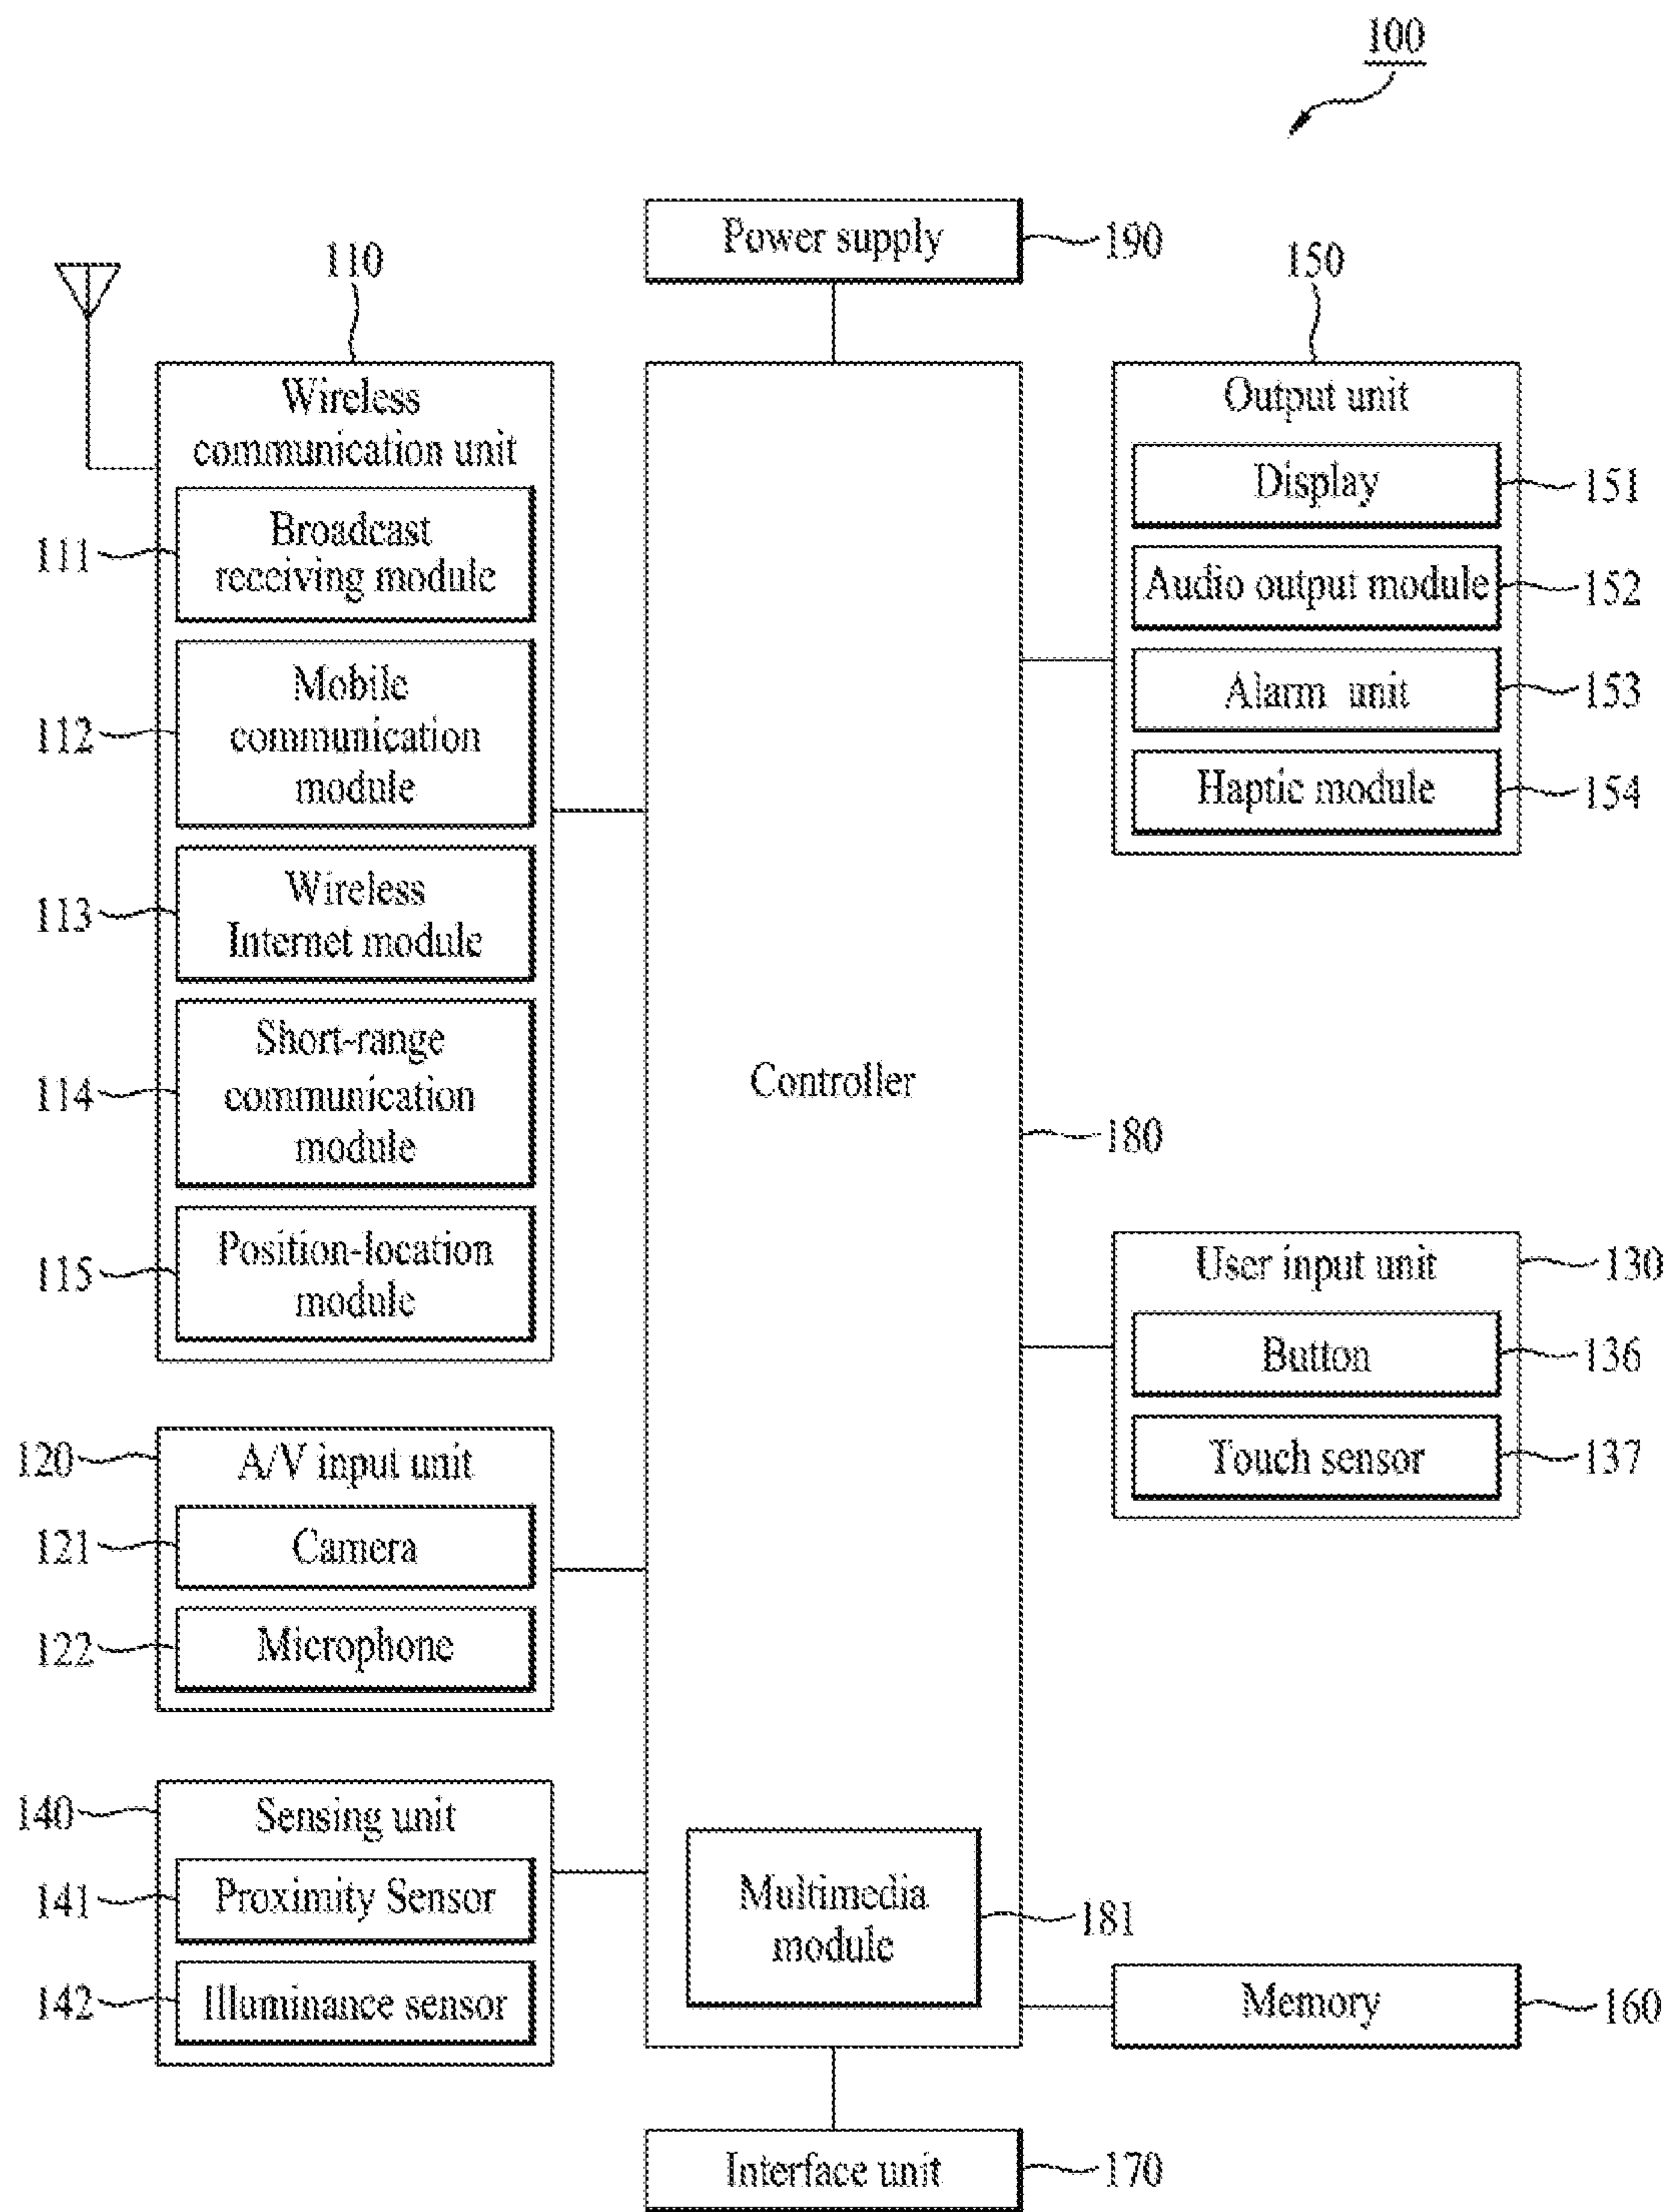 100
Power supply
190
110
150
Wireless
communication unit
Broadcast
receiving module
111
Mobile
communication
module
112
Wireless
Internet module
113
Short-range
communication
module
114
Position-location
module
115
120
A/V input unit
Camera
121
Microphone
122
140
Sensing unit
Proximity Sensor
141
Illuminance sensor
142
Controller
180
Multimedia
module
181
Output unit
Display
151
Audio output module
152
Alarm unit
153
Haptic module
154
User input unit
130
Button
136
Touch sensor
137
Memory
160
Interface unit
170